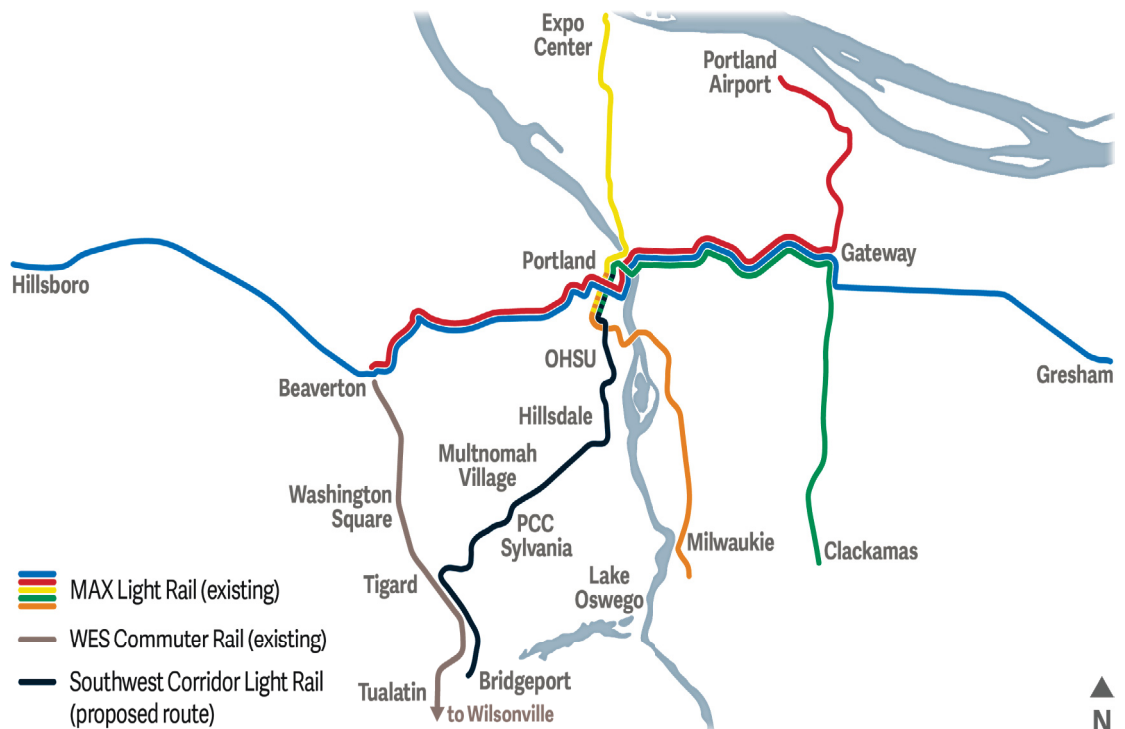 Expo
Center
Portland
Airport
Portland
Gateway
Hillsboro
OHSU
Beaverton
Gresham
Hillsdale
Multnomah
Village
Washington
Square
PCC
Sylvania
Milwaukie
Clackamas
Tigard
Lake
Oswego
MAX Light Rail (existing)
WES Commuter Rail (existing)
Southwest Corridor Light Rail
(proposed route)
Tualatin
Bridgeport
to Wilsonville
N